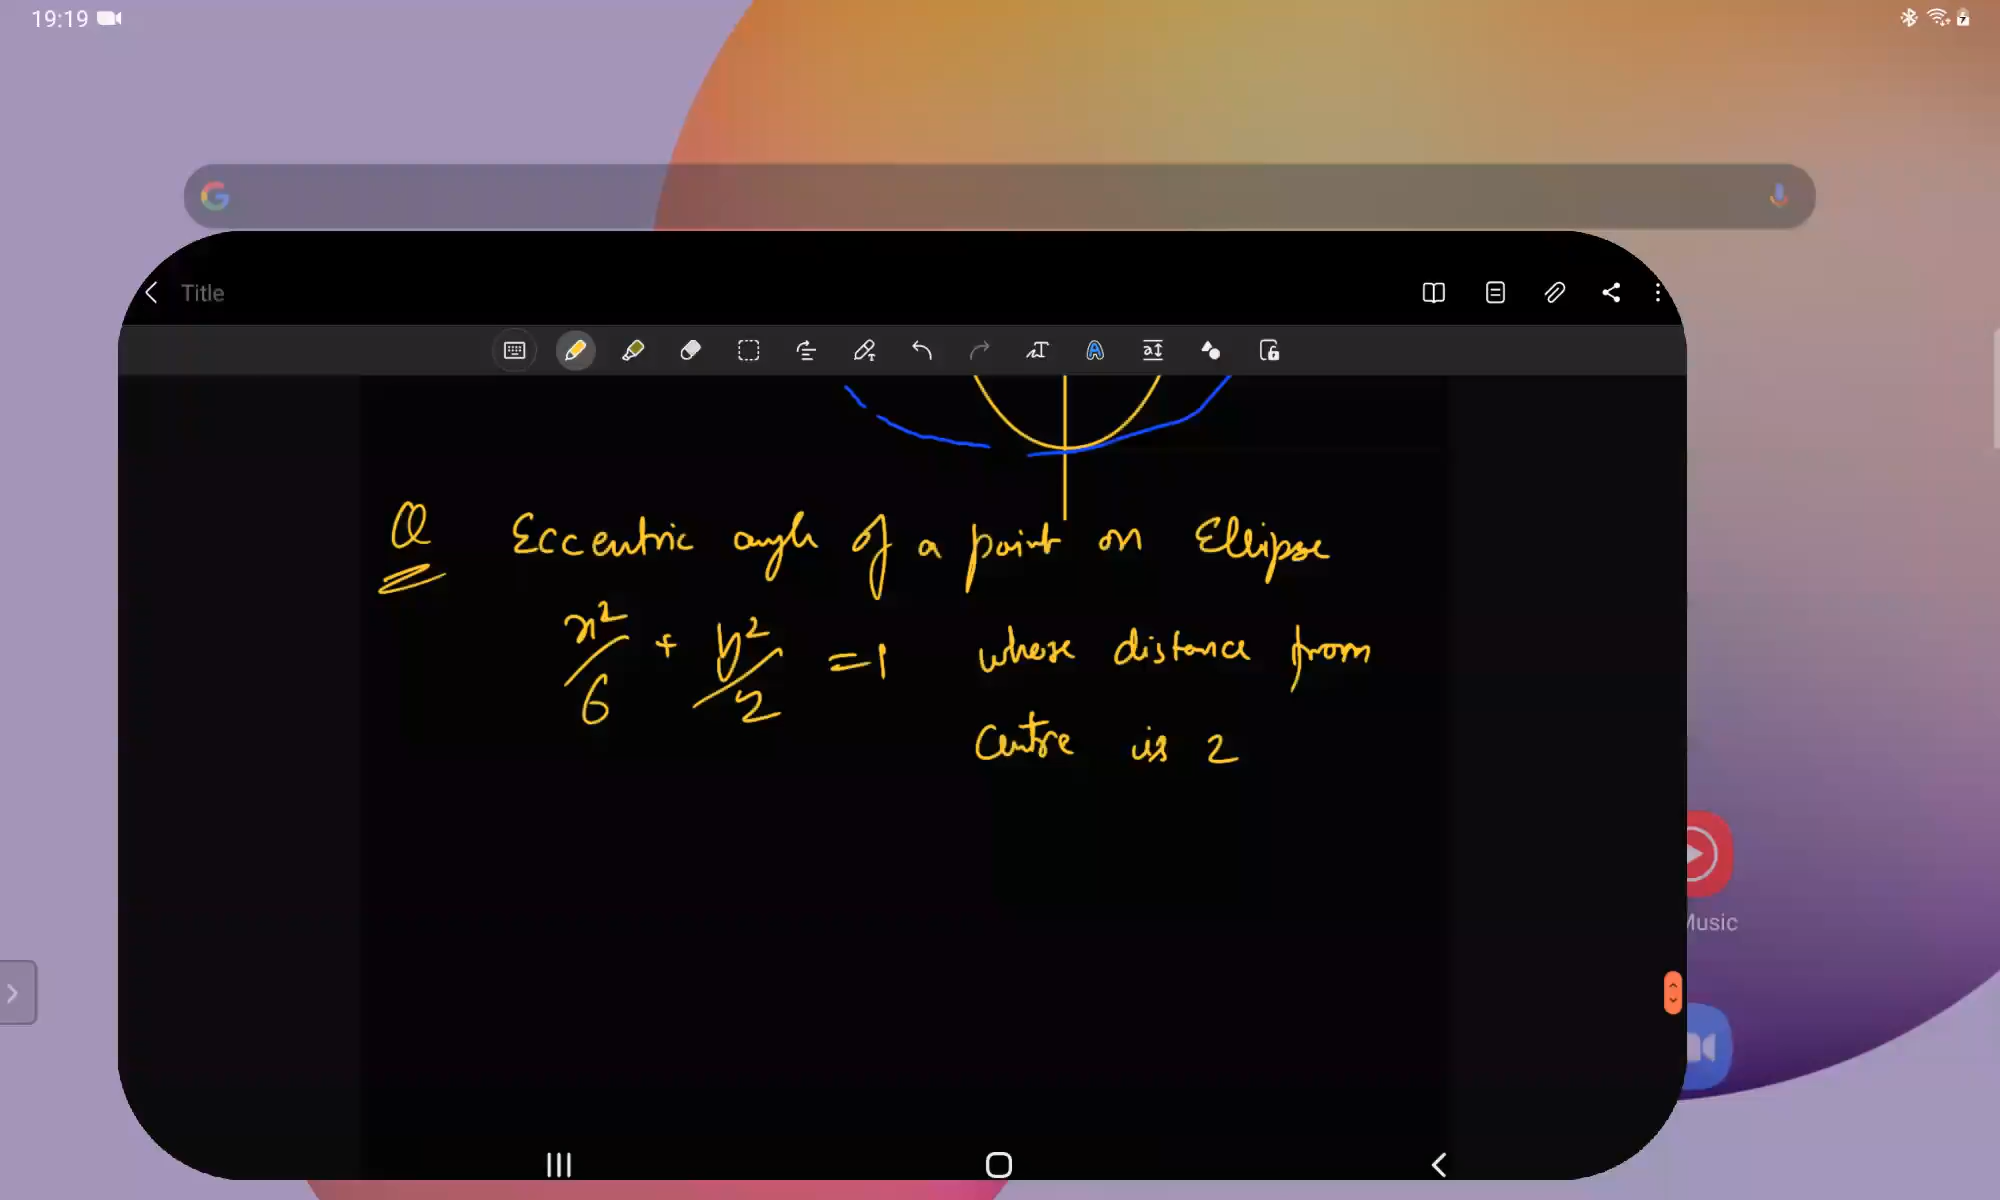 19:19
Title
Q Eccentric angle of a point on Ellipse
x²/6 + y²/2 = 1 whose distance from
Centre is 2
Music